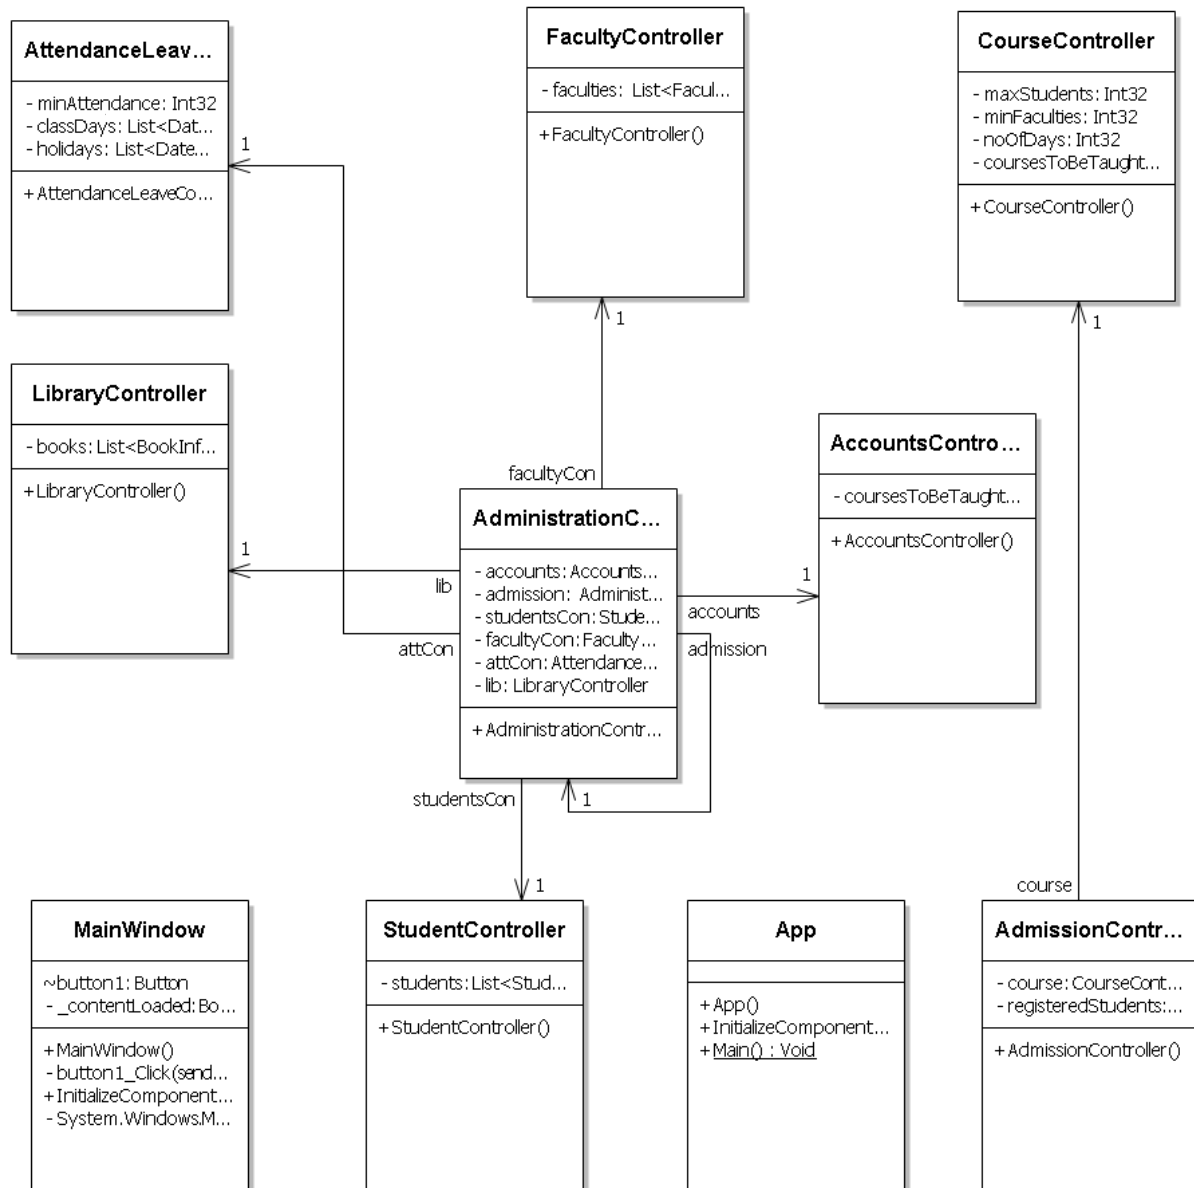 AttendanceLeav...
- minAttendance: Int32
- classDays: List<Dat...
- holidays: List<Date...
+ AttendanceLeaveCo...
1
FacultyController
- faculties: List<Facul...
+ FacultyController()
1
CourseController
- maxStudents: Int32
- minFaculties: Int32
- noOfDays: Int32
- coursesToBeTaught...
+ CourseController()
1
LibraryController
- books: List<BookInf...
+ LibraryController()
1
lib
attCon
facultyCon
AdministrationC...
- accounts: Accounts...
- admission: Administ...
- studentsCon: Stude...
- facultyCon: Faculty...
- attCon: Attendance...
- lib: LibraryController
+ AdministrationContr...
accounts
admission
1
1
AccountsContro...
- coursesToBeTaught...
+ AccountsController()
studentsCon
1
course
MainWindow
~ button1: Button
- _contentLoaded: Bo...
+ MainWindow()
- button1_Click(send...
+ InitializeComponent...
- System.Windows.M...
StudentController
- students: List<Stud...
+ StudentController()
App
+ App()
+ InitializeComponent...
+ Main() : Void
AdmissionContr...
- course: CourseCont...
- registeredStudents:...
+ AdmissionController()